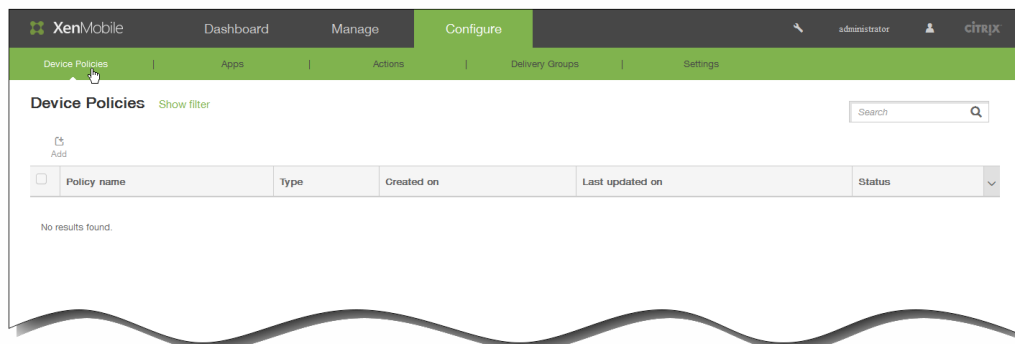 XenMobile Dashboard Manage Configure administrator CITRIX
Device Policies | Apps | Actions | Delivery Groups | Settings
Device Policies Show filter
Search
Add
Policy name Type Created on Last updated on Status
No results found.